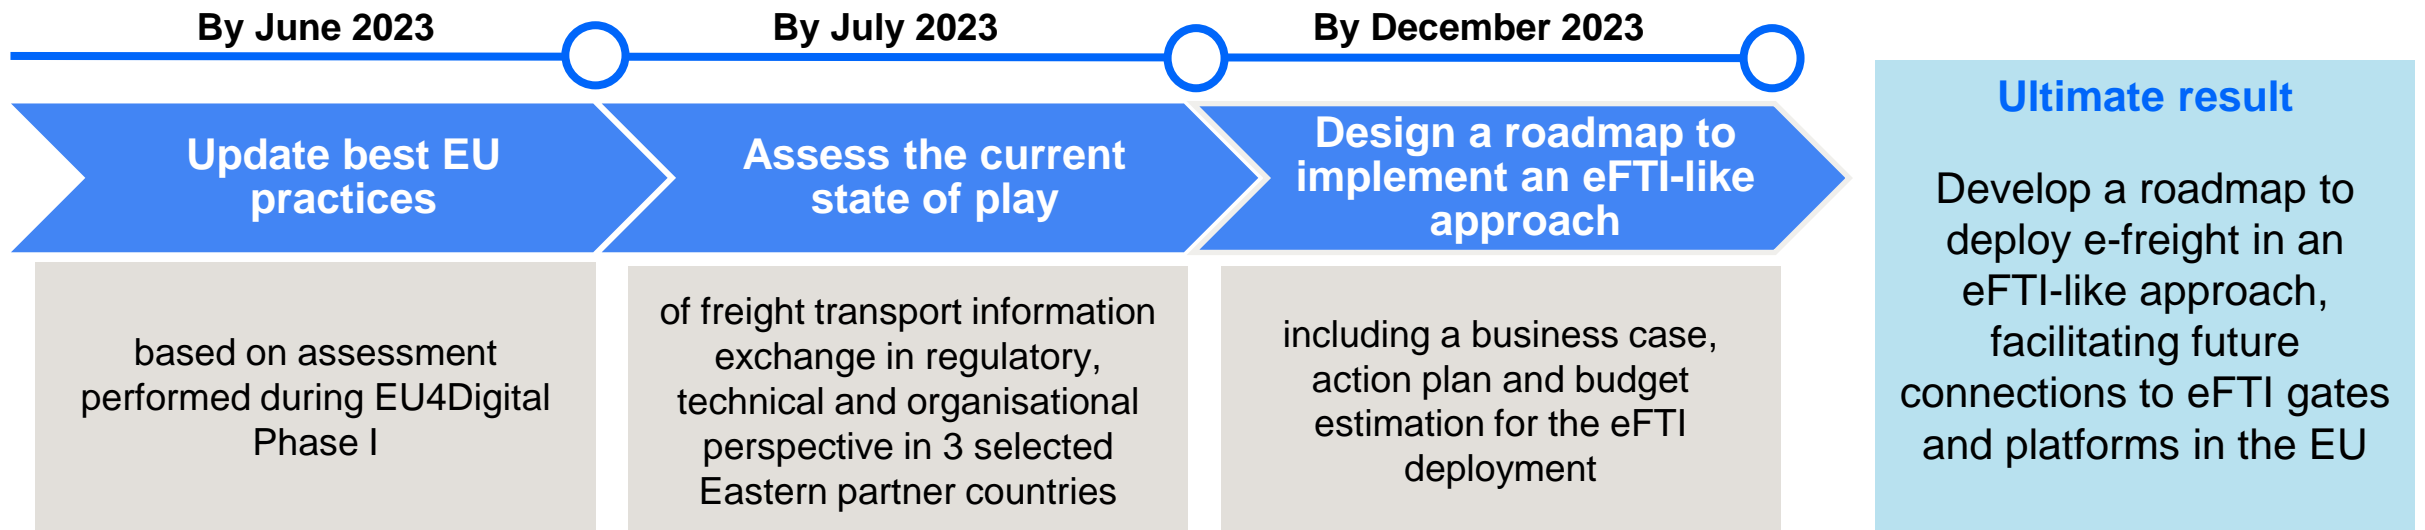 By June 2023
By July 2023
By December 2023
Update best EU
practices
Assess the current
state of play
Design a roadmap to
implement an eFTI-like
approach
based on assessment
performed during EU4Digital
Phase I
of freight transport information
exchange in regulatory,
technical and organisational
perspective in 3 selected
Eastern partner countries
including a business case,
action plan and budget
estimation for the eFTI
deployment
Ultimate result
Develop a roadmap to
deploy e-freight in an
eFTI-like approach,
facilitating future
connections to eFTI gates
and platforms in the EU